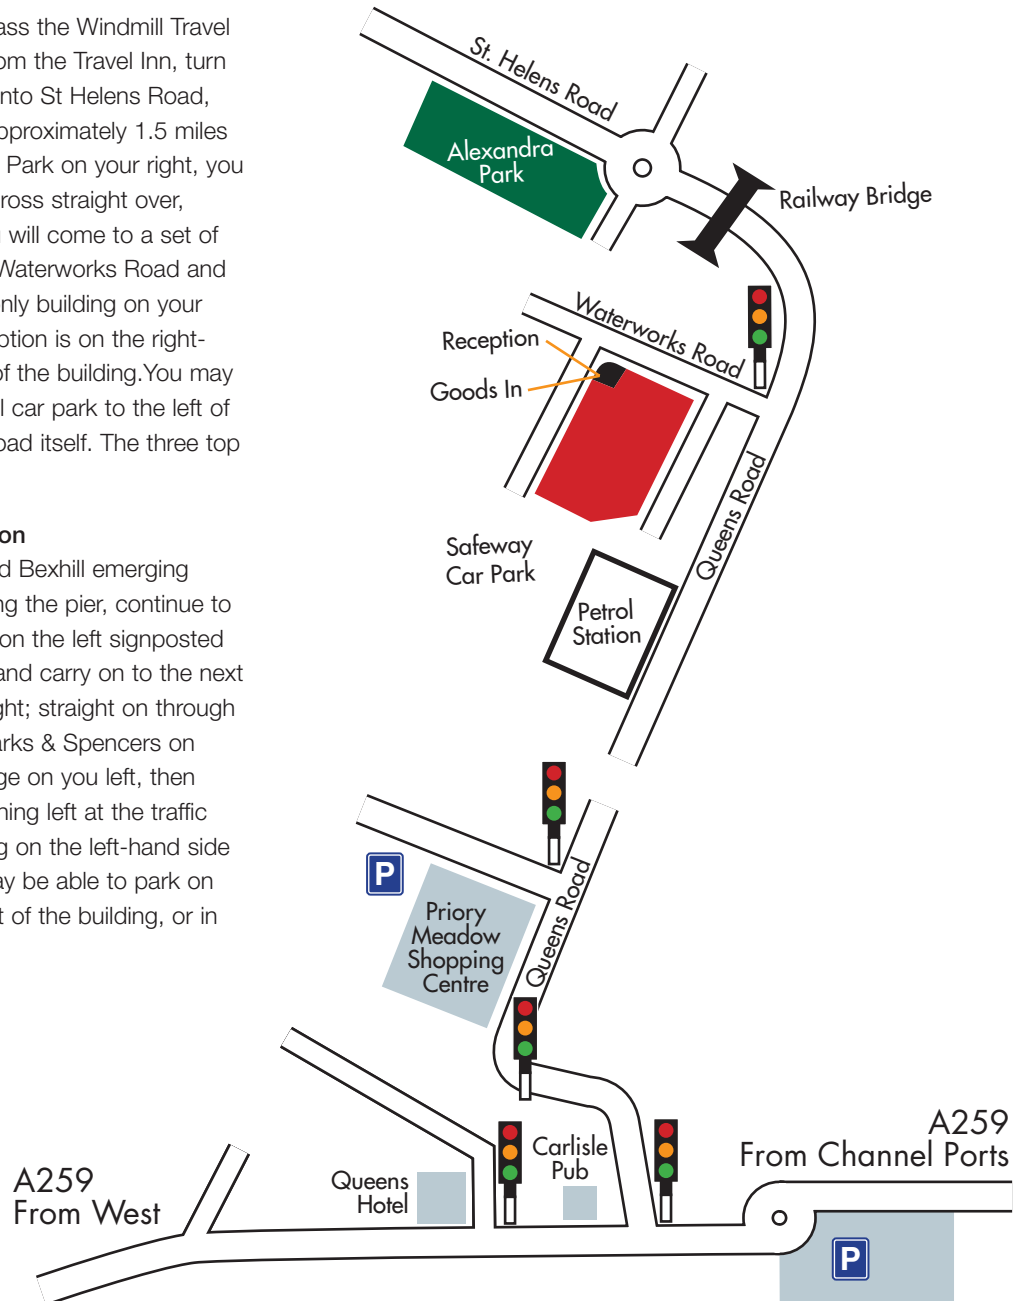 ass the Windmill Travel
om the Travel Inn, turn
nto St Helens Road,
pproximately 1.5 miles
Park on your right, you
ross straight over,
will come to a set of
Waterworks Road and
nly building on your
ption is on the right-
of the building.You may
l car park to the left of
oad itself. The three top
on
d Bexhill emerging
ng the pier, continue to
on the left signposted
and carry on to the next
ght; straight on through
arks & Spencers on
ge on you left, then
ning left at the traffic
g on the left-hand side
ay be able to park on
t of the building, or in
St. Helens Road
Alexandra
Park
Railway Bridge
Waterworks Road
Reception
Goods In
Queens Road
Safeway
Car Park
Petrol
Station
P
Priory
Meadow
Shopping
Centre
Queens Road
A259
From Channel Ports
Carlisle
Pub
Queens
Hotel
A259
From West
P